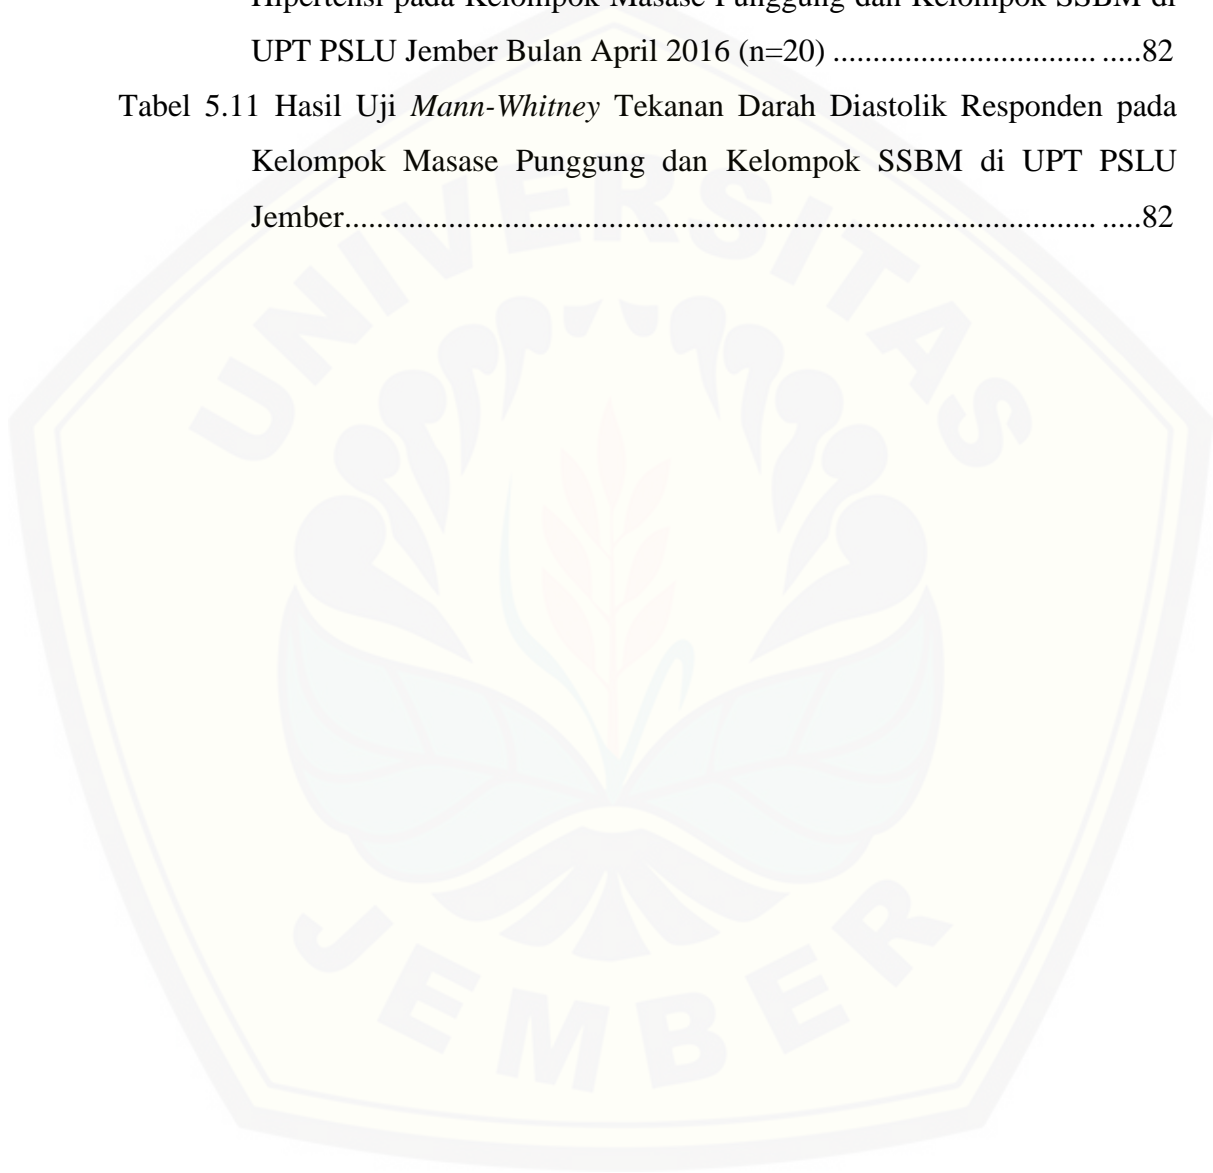 Hipertensi pada Kelompok Masase Punggung dan Kelompok SSBM di
UPT PSLU Jember Bulan April 2016 (n=20) ................................. .....82
Tabel 5.11 Hasil Uji Mann-Whitney Tekanan Darah Diastolik Responden pada
Kelompok Masase Punggung dan Kelompok SSBM di UPT PSLU
Jember.............................................................................................. .....82
UNIVERSITAS
JEMBER